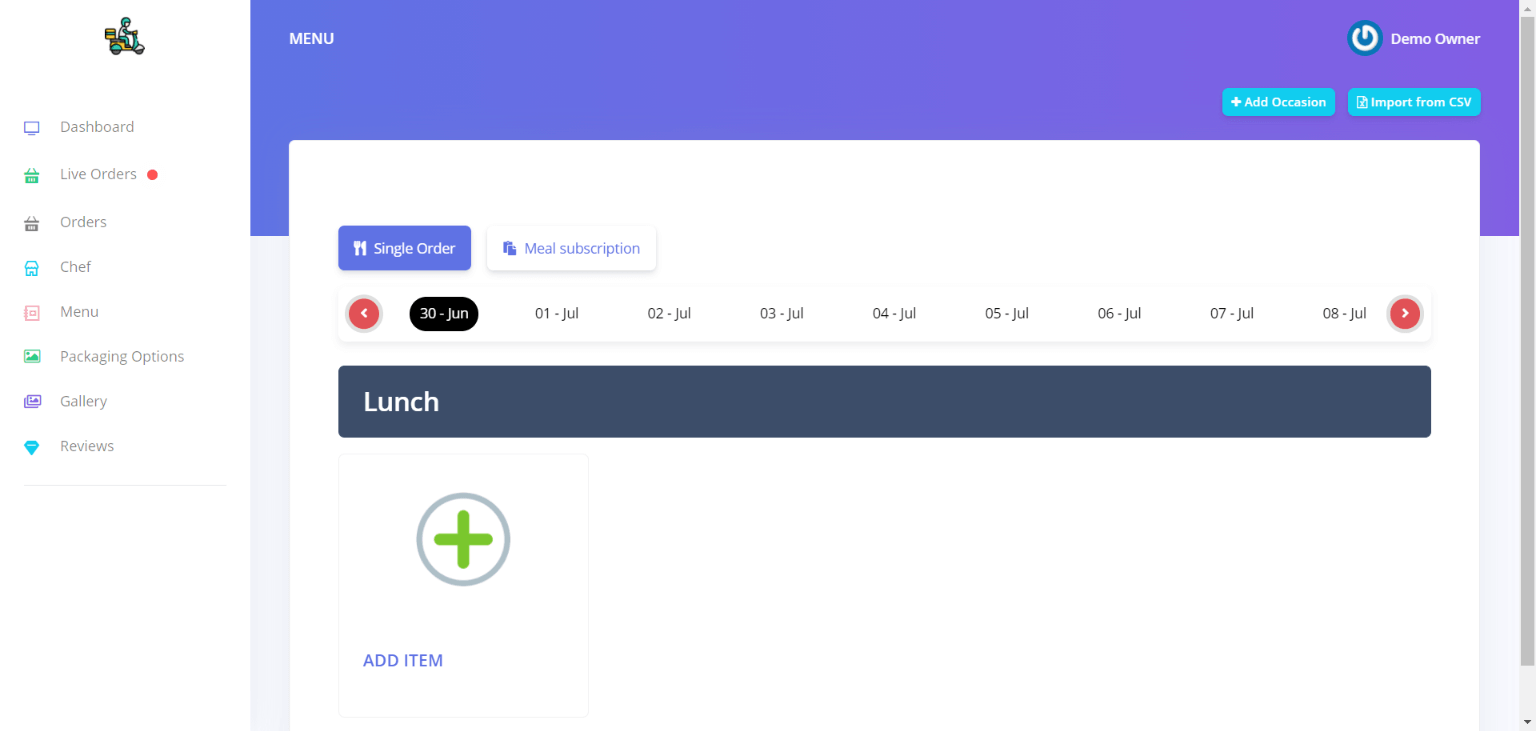 MENU
Demo Owner
Add Occasion
Import from CSV
Dashboard
Live Orders
Orders
Chef
Menu
Packaging Options
Gallery
Reviews
Single Order
Meal subscription
30 - Jun
01 - Jul
02 - Jul
03 - Jul
04 - Jul
05 - Jul
06 - Jul
07 - Jul
08 - Jul
Lunch
ADD ITEM